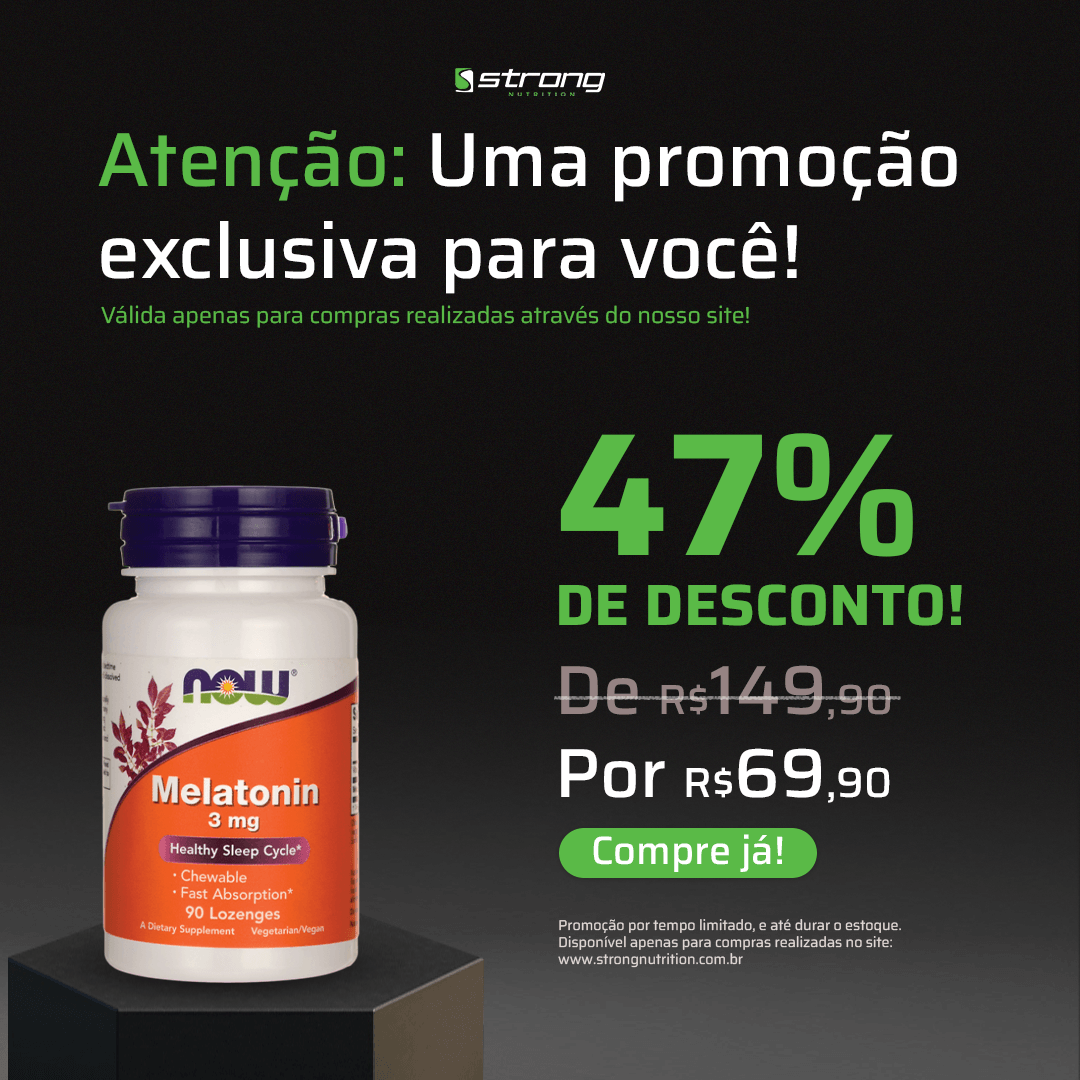 strong
NUTRITION
Atenção: Uma promoção
exclusiva para você!
Válida apenas para compras realizadas através do nosso site!
47%
DE DESCONTO!
De R$149,90
Por R$69,90
Compre já!
Promoção por tempo limitado, e até durar o estoque.
Disponível apenas para compras realizadas no site:
www.strongnutrition.com.br
now®
Melatonin
3 mg
Healthy Sleep Cycle*
• Chewable
• Fast Absorption*
90 Lozenges
A Dietary Supplement Vegetarian/Vegan